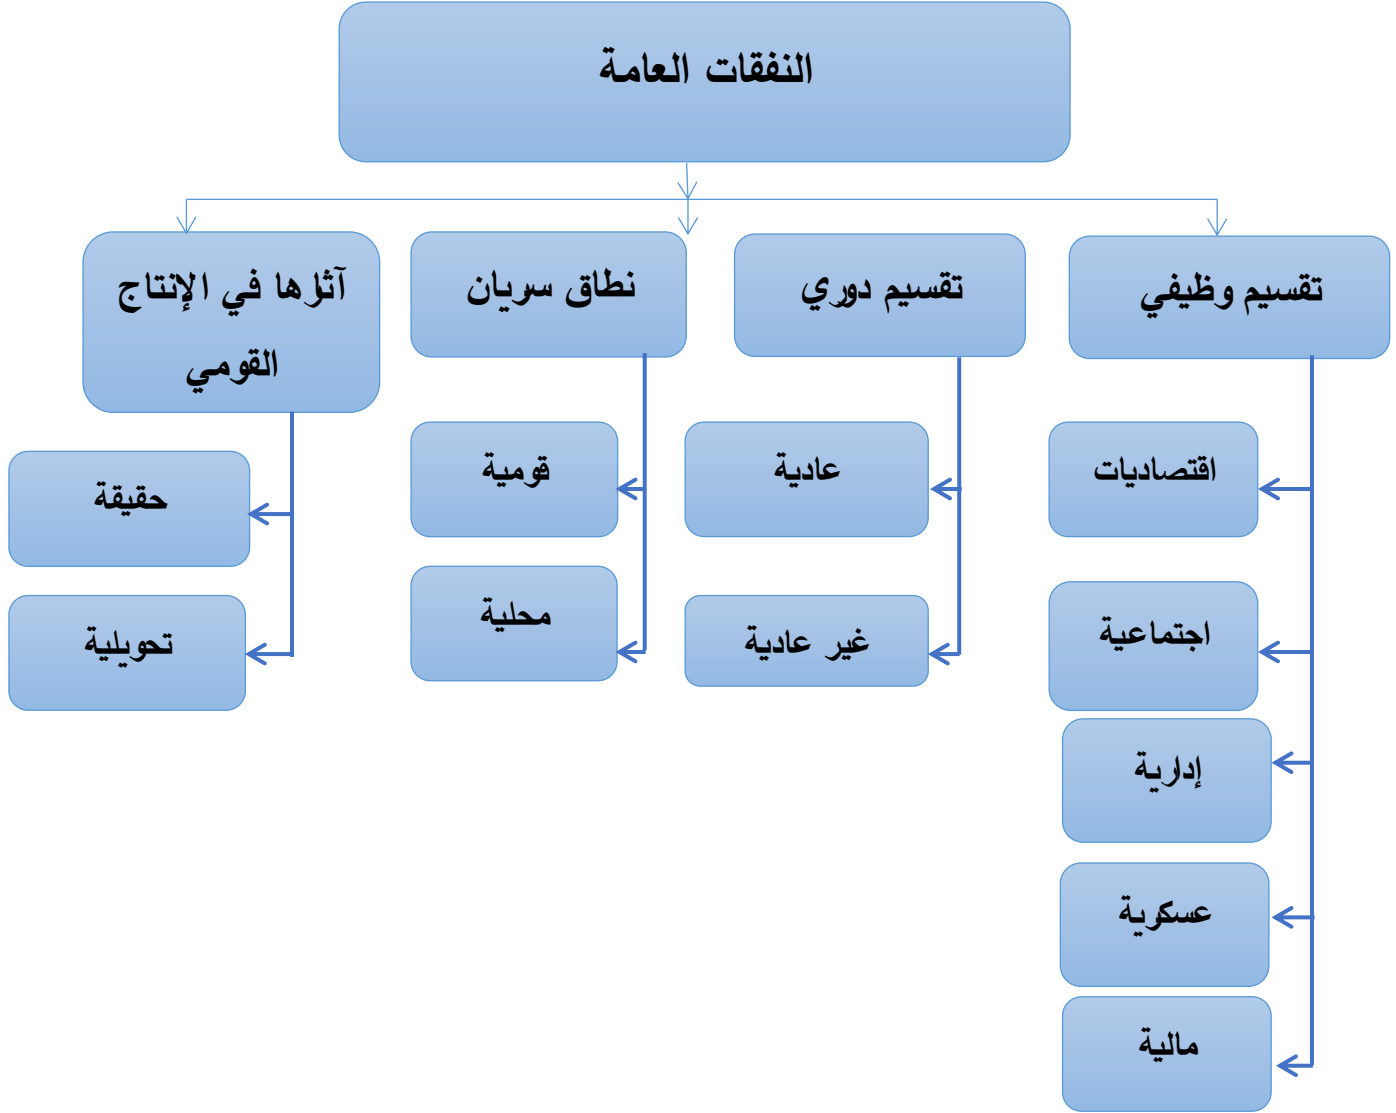 النفقات العامة
تقسيم وظيفي
تقسيم دوري
نطاق سريان
آثارها في الإنتاج
القومي
اقتصاديات
اجتماعية
إدارية
عسكرية
مالية
عادية
غير عادية
قومية
محلية
حقيقة
تحويلية